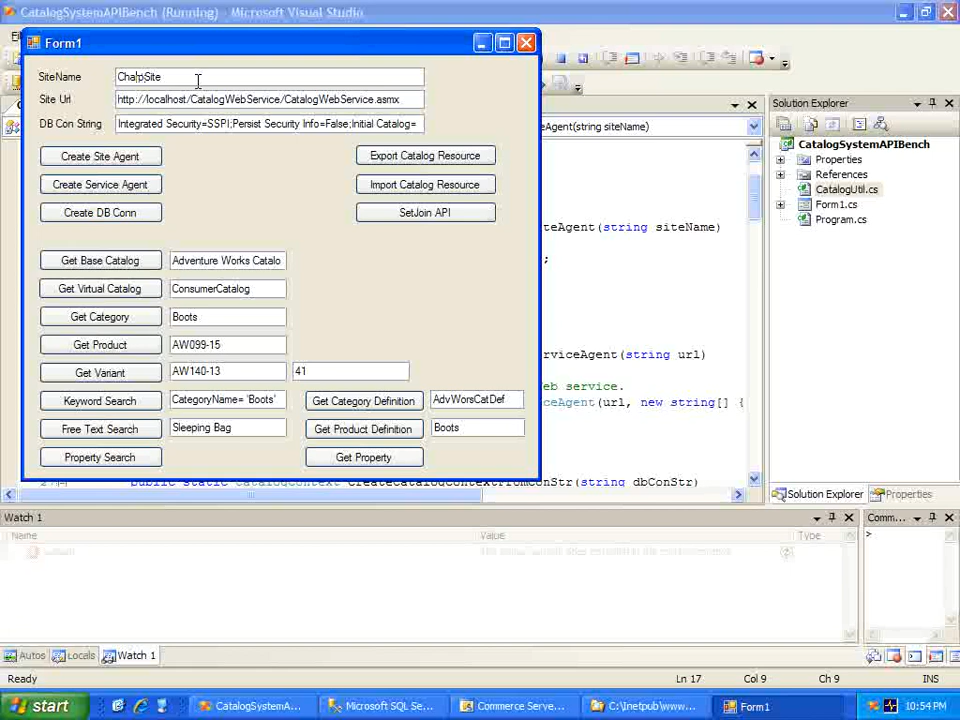 CatalogSystemAPIBench (Running) - Microsoft Visual Studio
Form1
SiteName
ChapSite
Site Url
http://localhost/CatalogWebService/CatalogWebService.asmx
DB Con String
Integrated Security=SSPI;Persist Security Info=False;Initial Catalog=
Create Site Agent
Export Catalog Resource
Create Service Agent
Import Catalog Resource
Create DB Conn
SetJoin API
Get Base Catalog
Adventure Works Catalo
Get Virtual Catalog
ConsumerCatalog
Get Category
Boots
Get Product
AW099-15
Get Variant
AW140-13
41
Keyword Search
CategoryName= 'Boots'
Get Category Definition
AdvWorsCatDef
Free Text Search
Sleeping Bag
Get Product Definition
Boots
Property Search
Get Property
Agent(string siteName)
teAgent(string siteName)
;
rviceAgent(string url)
eb service.
ceAgent(url, new string[] {
public static CatalogContext CreateCatalogContextFromConStr(string dbConStr)
Solution Explorer
CatalogSystemAPIBench
Properties
References
CatalogUtil.cs
Form1.cs
Program.cs
Solution Explorer
Properties
Watch 1
Name
Value
Type
Comm...
>
Autos
Locals
Watch 1
Ready
Ln 17
Col 9
Ch 9
INS
start
CatalogSystemA...
Microsoft SQL Se...
Commerce Serve...
C:\Inetpub\www...
Form1
10:54 PM